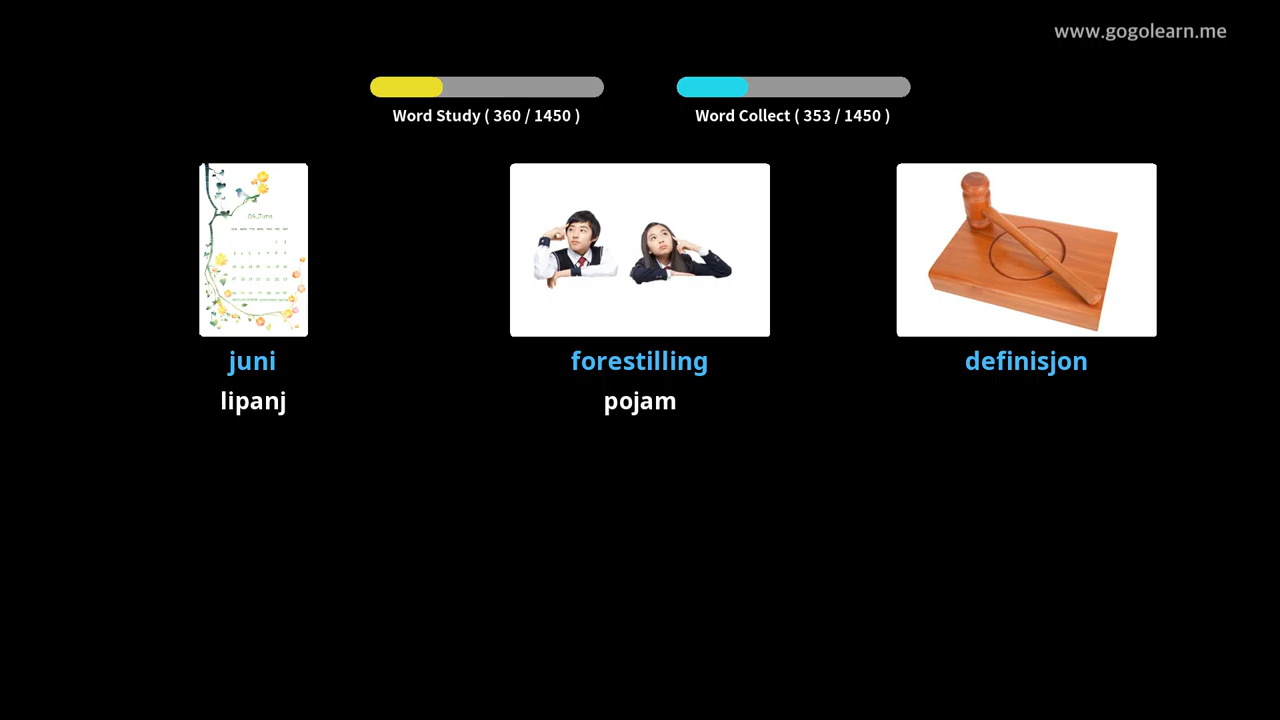 www.gogolearn.me
Word Study ( 360 / 1450 )
Word Collect ( 353 / 1450 )
juni
forestilling
definisjon
lipanj
pojam